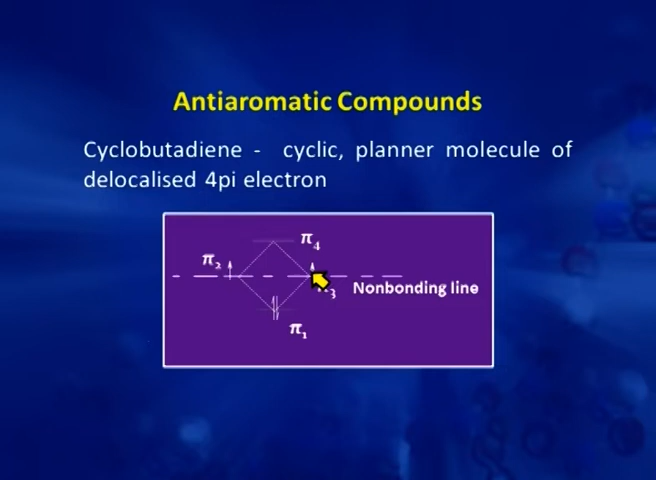 Antiaromatic Compounds
Cyclobutadiene - cyclic, planner molecule of
delocalised 4pi electron
π₄
π₂
Nonbonding line
π₁